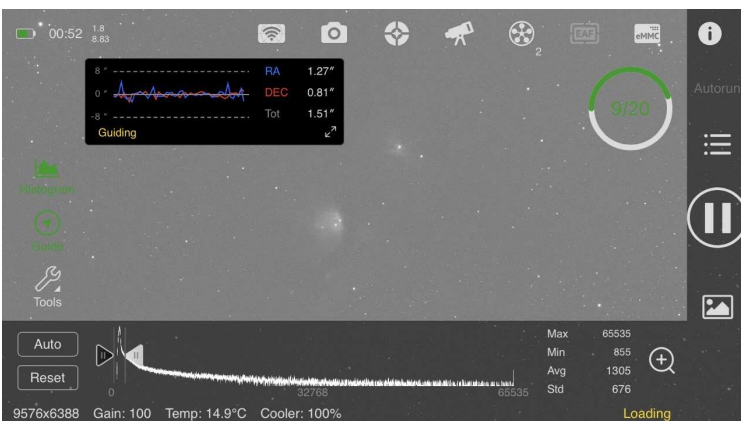 00:52 1.8
8.83
2
EAF
eMMC
i
8 "
0 "
-8 "
RA 1.27"
DEC 0.81"
Tot 1.51"
Guiding
9/20
Autorun
Histogram
Guide
Tools
Auto
Reset
0 32768 65535
Max 65535
Min 855
Avg 1305
Std 676
9576x6388 Gain: 100 Temp: 14.9°C Cooler: 100%
Loading